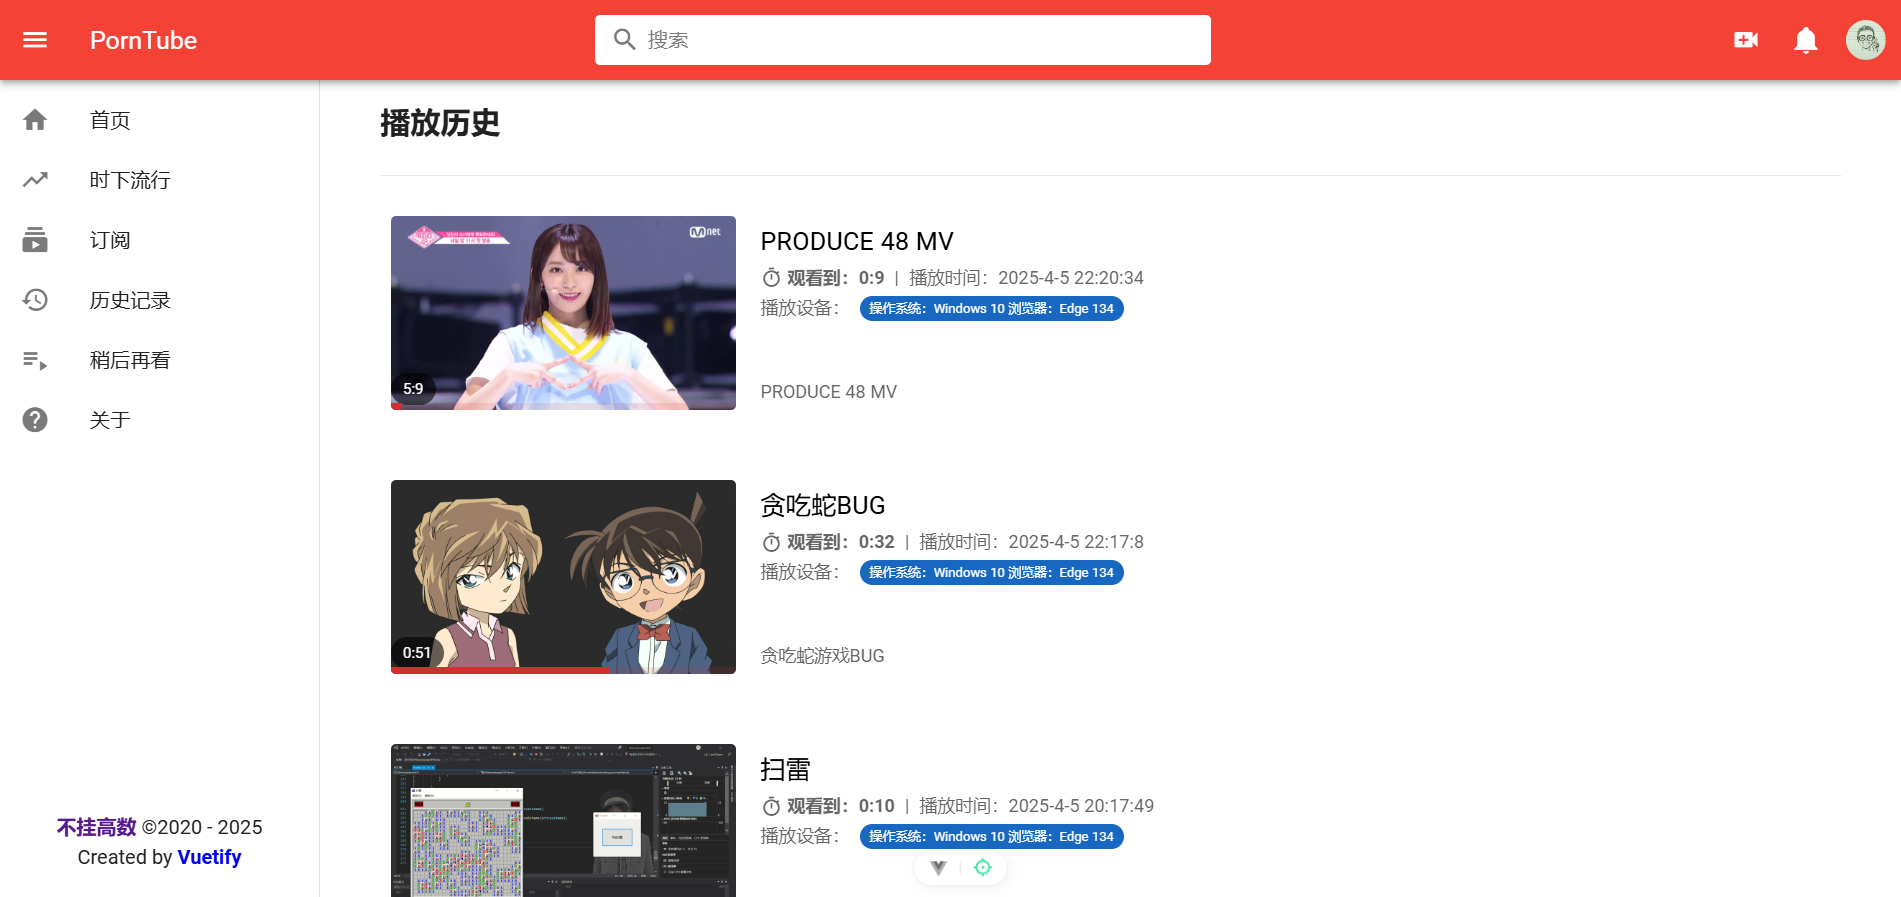 PornTube
搜索
首页
时下流行
订阅
历史记录
稍后再看
关于
不挂高数 ©2020 - 2025
Created by Vuetify
播放历史
Mnet
5:9
PRODUCE 48 MV
观看到：0:9 | 播放时间：2025-4-5 22:20:34
播放设备： 操作系统：Windows 10 浏览器：Edge 134
PRODUCE 48 MV
0:51
贪吃蛇BUG
观看到：0:32 | 播放时间：2025-4-5 22:17:8
播放设备： 操作系统：Windows 10 浏览器：Edge 134
贪吃蛇游戏BUG
扫雷
观看到：0:10 | 播放时间：2025-4-5 20:17:49
播放设备： 操作系统：Windows 10 浏览器：Edge 134